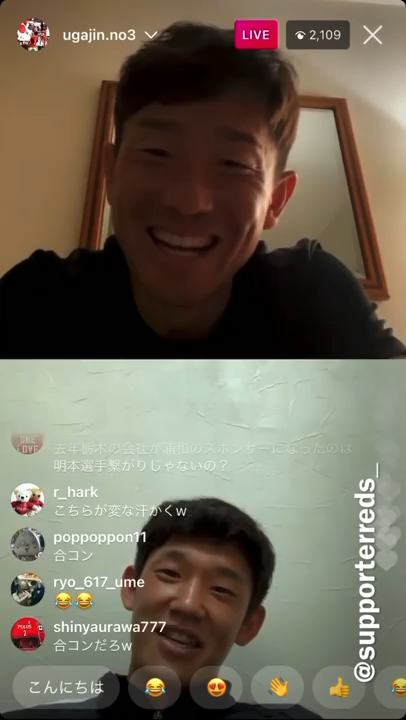 ugajin.no3
LIVE
2,109
去年栃木の会社が浦和のスポンサーになったのは
明本選手繋がりじゃないの?
r_hark
こちらが変な汗かくw
poppoppon11
合コン
ryo_617_ume
😂😂
shinyaurawa777
合コンだろw
@supporterreds_
こんにちは